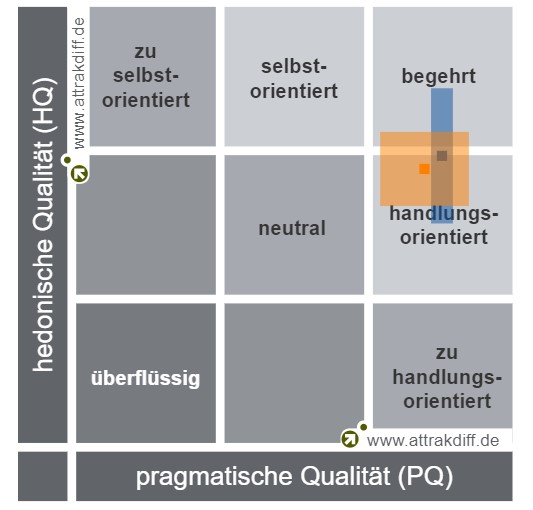 hedonische Qualität (HQ)
www.attrakdiff.de
zu
selbst-
orientiert
selbst-
orientiert
begehrt
neutral
handlungs-
orientiert
überflüssig
zu
handlungs-
orientiert
www.attrakdiff.de
pragmatische Qualität (PQ)